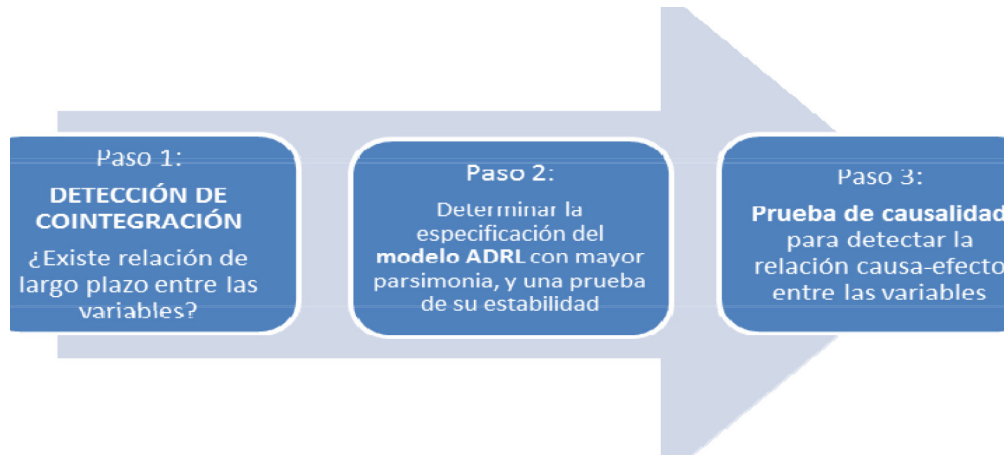 Paso 1:
DETECCIÓN DE
COINTEGRACIÓN
¿Existe relación de
largo plazo entre las
variables?
Paso 2:
Determinar la
especificación del
modelo ADRL con mayor
parsimonia, y una prueba
de su estabilidad
Paso 3:
Prueba de causalidad
para detectar la
relación causa-efecto
entre las variables